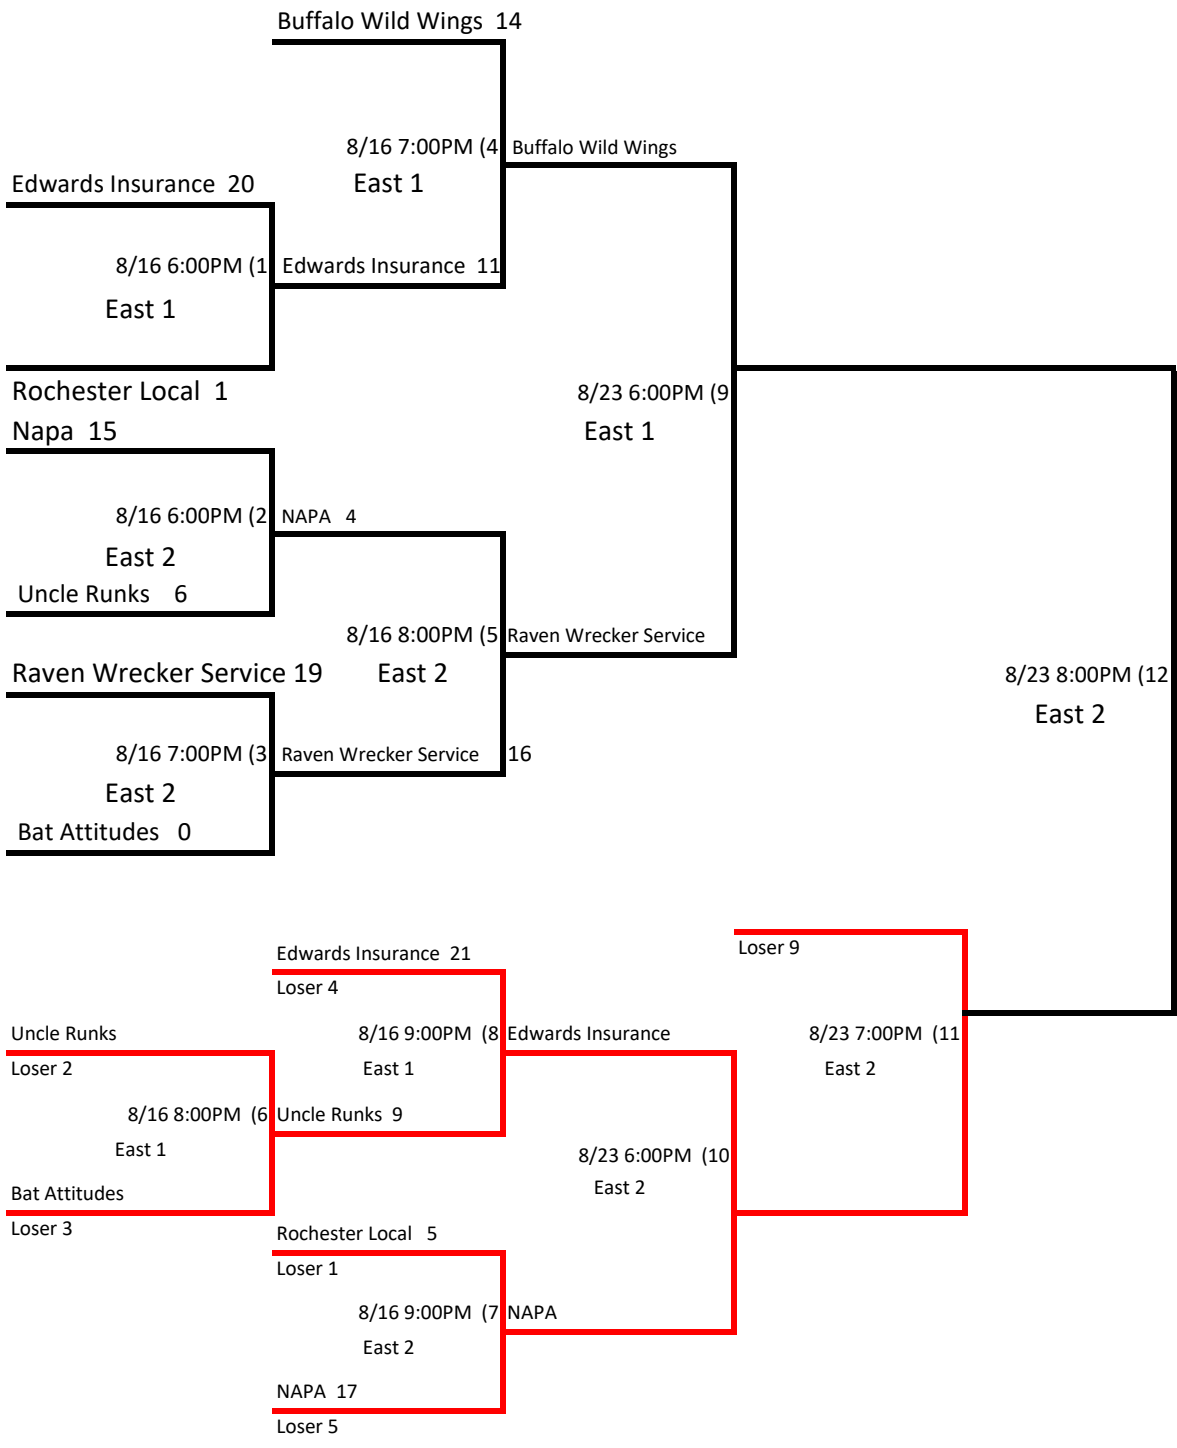 Buffalo Wild Wings  14
8/16 7:00PM (4
Buffalo Wild Wings
East 1
Edwards Insurance  20
8/16 6:00PM (1
Edwards Insurance  11
East 1
Rochester Local  1
8/23 6:00PM (9
East 1
Napa  15
8/16 6:00PM (2
NAPA   4
East 2
Uncle Runks    6
8/16 8:00PM (5
Raven Wrecker Service
East 2
Raven Wrecker Service 19
8/23 8:00PM (12
East 2
8/16 7:00PM (3
Raven Wrecker Service
16
East 2
Bat Attitudes   0
Edwards Insurance  21
Loser 4
Loser 9
Uncle Runks
Loser 2
8/16 9:00PM  (8
Edwards Insurance
East 1
8/23 7:00PM  (11
East 2
8/16 8:00PM  (6
Uncle Runks  9
East 1
8/23 6:00PM  (10
East 2
Bat Attitudes
Loser 3
Rochester Local   5
Loser 1
8/16 9:00PM  (7
NAPA
East 2
NAPA  17
Loser 5